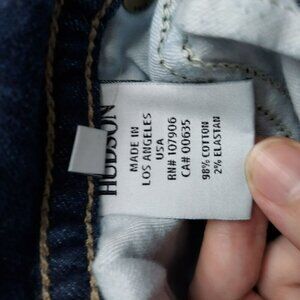 HUDSON
MADE IN
LOS ANGELES
USA
RN# 107906
CA# 00635
98% COTTON
2% ELASTAN